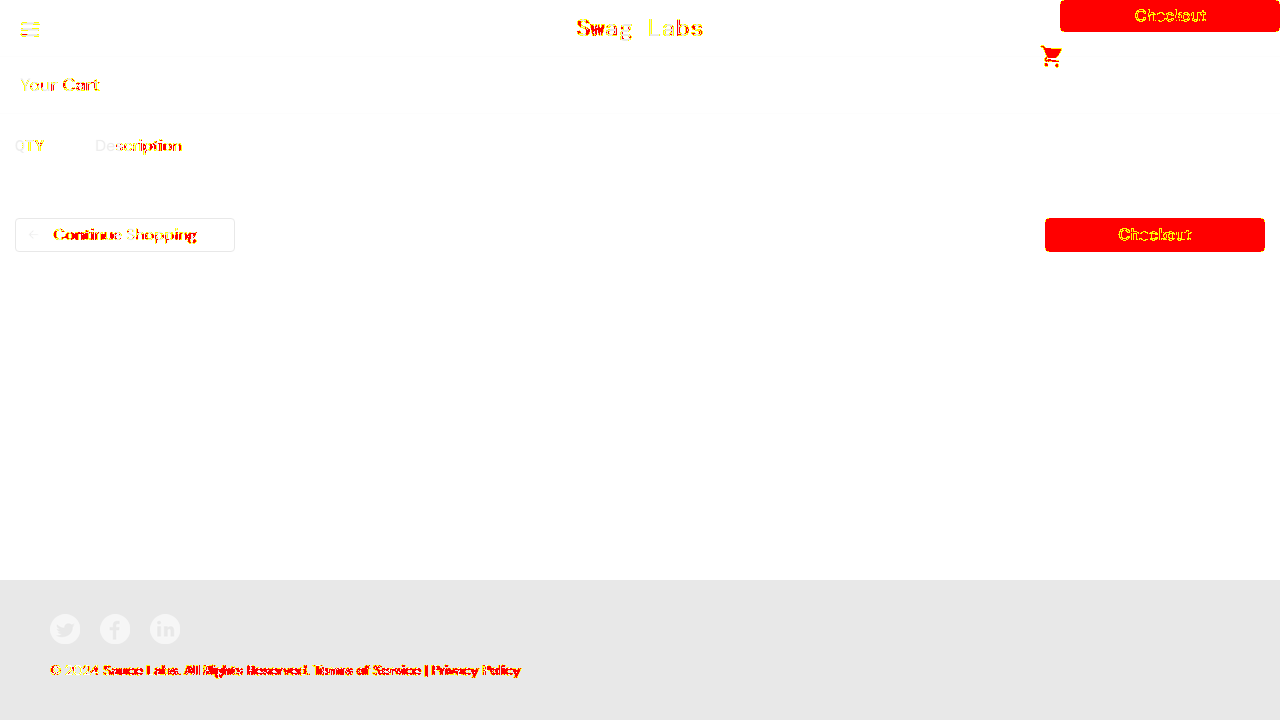 Checkout
Swag Labs
Your Cart
QTY Description
Continue Shopping Checkout
© 2024 Sauce Labs. All Rights Reserved. Terms of Service | Privacy Policy